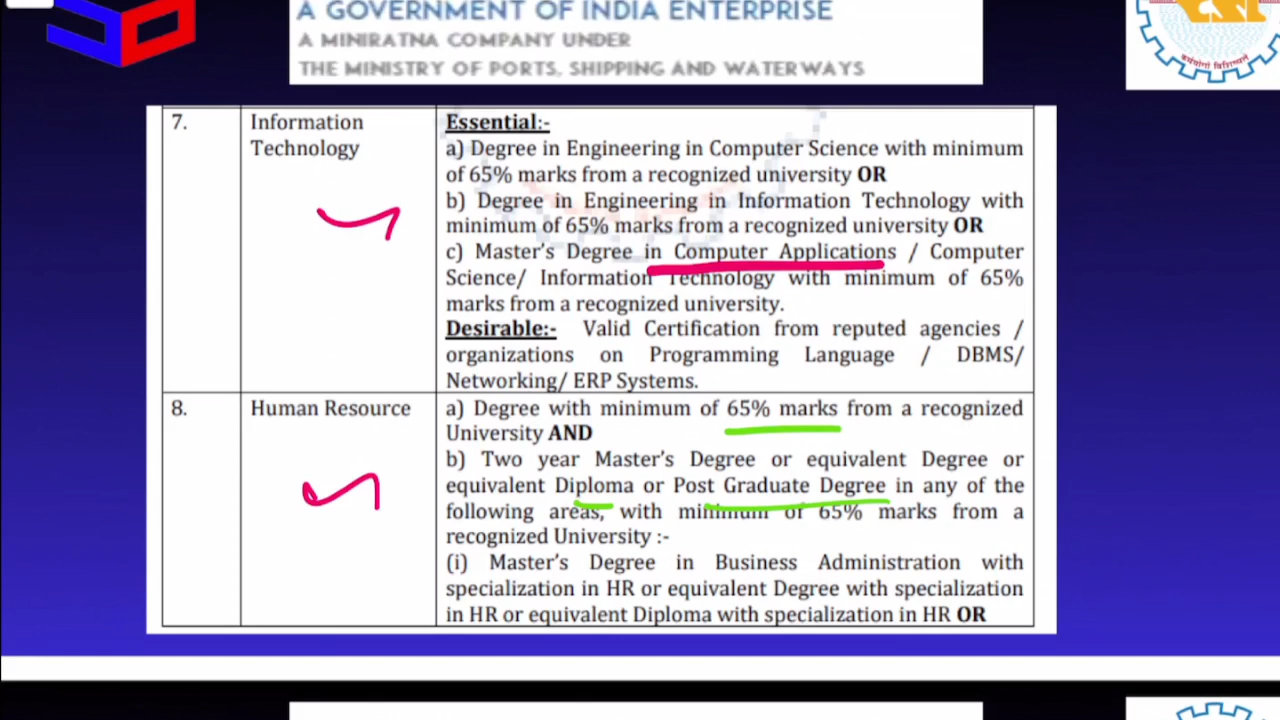 A GOVERNMENT OF INDIA ENTERPRISE
A MINIRATNA COMPANY UNDER
THE MINISTRY OF PORTS, SHIPPING AND WATERWAYS
CSL
7.
Information
Technology
Essential:-
a) Degree in Engineering in Computer Science with minimum
of 65% marks from a recognized university OR
b) Degree in Engineering in Information Technology with
minimum of 65% marks from a recognized university OR
c) Master's Degree in Computer Applications / Computer
Science/ Information Technology with minimum of 65%
marks from a recognized university.
Desirable:- Valid Certification from reputed agencies /
organizations on Programming Language / DBMS/
Networking/ ERP Systems.
8.
Human Resource
a) Degree with minimum of 65% marks from a recognized
University AND
b) Two year Master's Degree or equivalent Degree or
equivalent Diploma or Post Graduate Degree in any of the
following areas, with minimum of 65% marks from a
recognized University :-
(i) Master's Degree in Business Administration with
specialization in HR or equivalent Degree with specialization
in HR or equivalent Diploma with specialization in HR OR